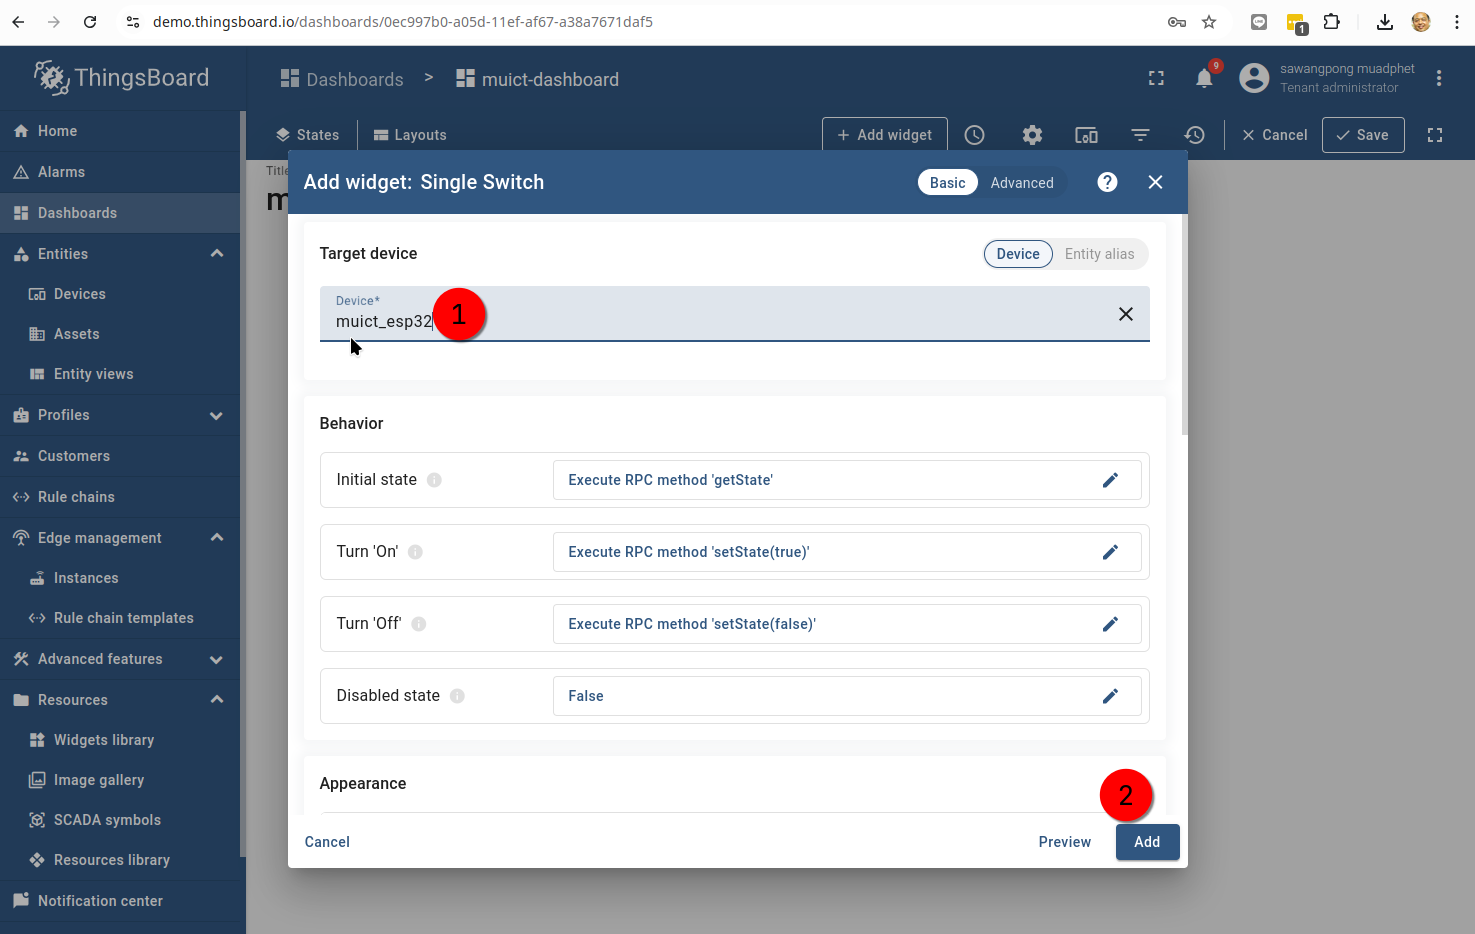 demo.thingsboard.io/dashboards/0ec997b0-a05d-11ef-af67-a38a7671daf5
1
ThingsBoard
Dashboards > muict-dashboard
9
sawangpong muadphet
Tenant administrator
Home
Alarms
Dashboards
Entities
Devices
Assets
Entity views
Profiles
Customers
Rule chains
Edge management
Instances
Rule chain templates
Advanced features
Resources
Widgets library
Image gallery
SCADA symbols
Resources library
Notification center
States
Layouts
+ Add widget
Cancel
Save
Add widget: Single Switch
Basic
Advanced
?
Target device
Device
Entity alias
Device*
muict_esp32
1
Behavior
Initial state
Execute RPC method 'getState'
Turn 'On'
Execute RPC method 'setState(true)'
Turn 'Off'
Execute RPC method 'setState(false)'
Disabled state
False
Appearance
2
Cancel
Preview
Add